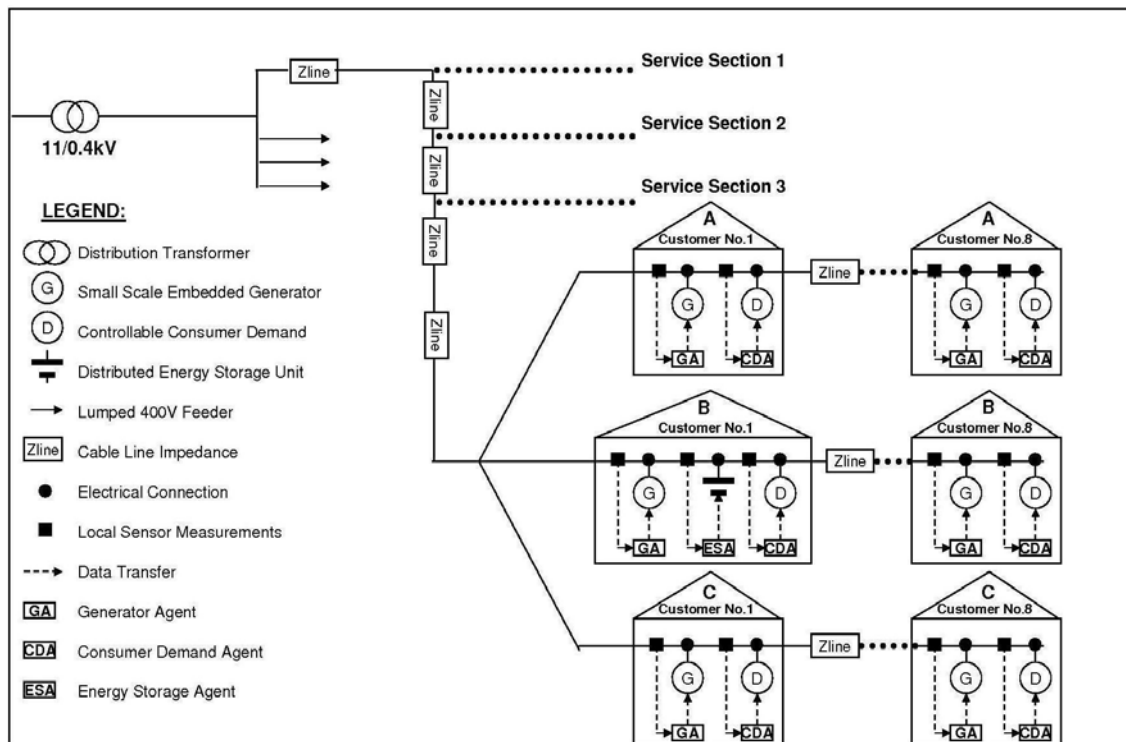 Zline
Service Section 1
Zline
11/0.4kV
Service Section 2
Zline
Service Section 3
Zline
Zline
LEGEND:
Distribution Transformer
G Small Scale Embedded Generator
D Controllable Consumer Demand
Distributed Energy Storage Unit
Lumped 400V Feeder
Zline Cable Line Impedance
Electrical Connection
Local Sensor Measurements
Data Transfer
GA Generator Agent
CDA Consumer Demand Agent
ESA Energy Storage Agent
A
Customer No.1
G D
GA CDA
Zline
A
Customer No.8
G D
GA CDA
B
Customer No.1
G D
GA ESA CDA
Zline
B
Customer No.8
G D
GA CDA
C
Customer No.1
G D
GA CDA
Zline
C
Customer No.8
G D
GA CDA